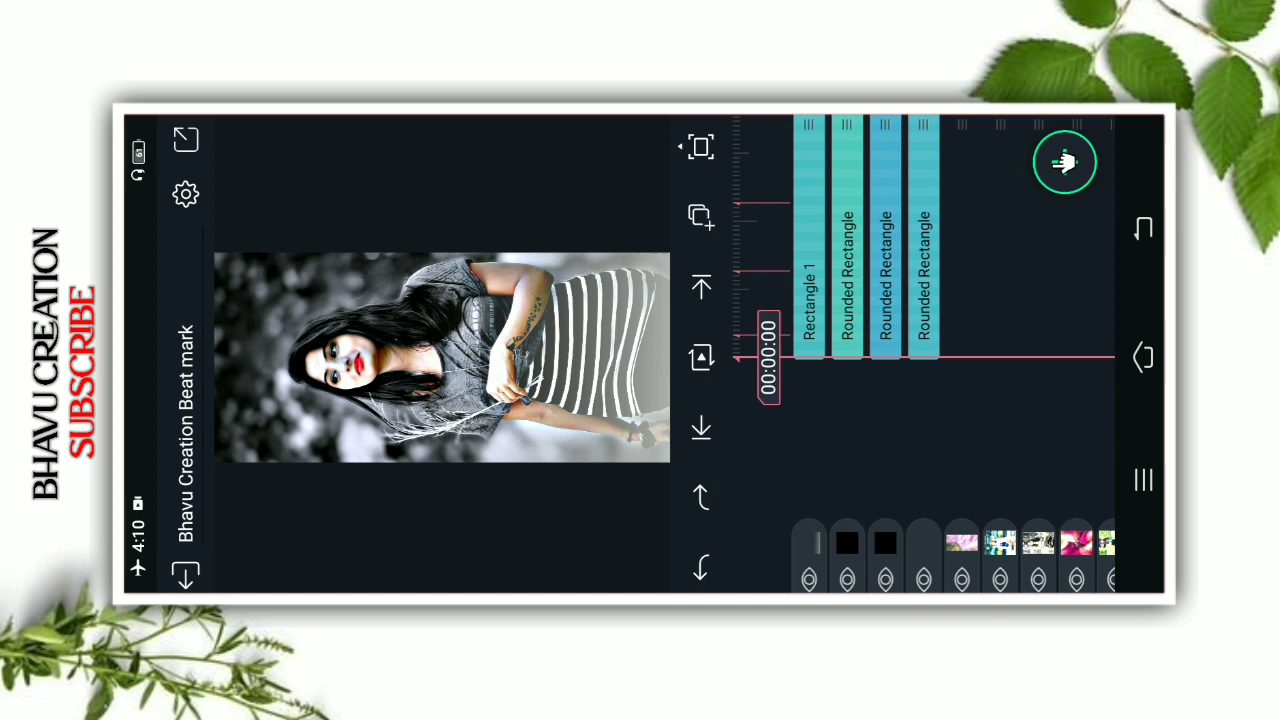 BHAVU CREATION
SUBSCRIBE
4:10
61
Bhavu Creation Beat mark
00:00:00
Rectangle 1
Rounded Rectangle
Rounded Rectangle
Rounded Rectangle